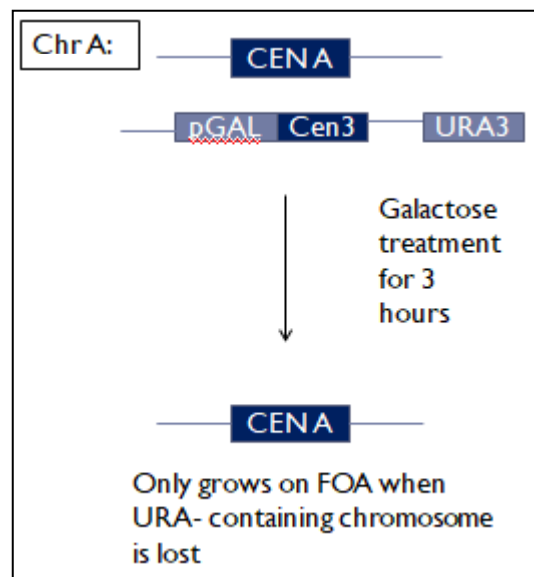 Chr A:
CEN A
pGAL Cen3 URA3
Galactose
treatment
for 3
hours
CEN A
Only grows on FOA when
URA- containing chromosome
is lost